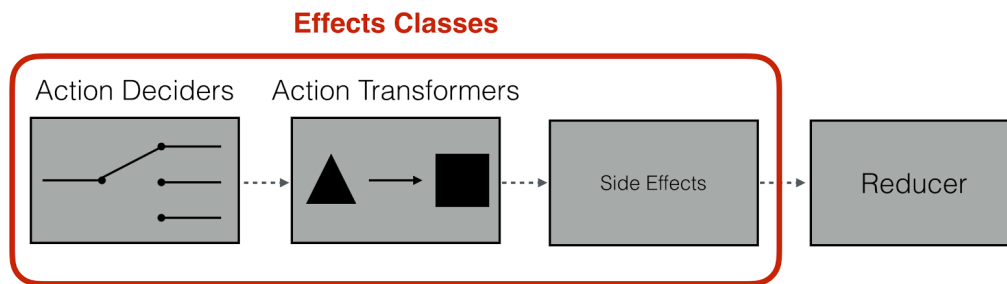 Effects Classes
Action Deciders
Action Transformers
Side Effects
Reducer